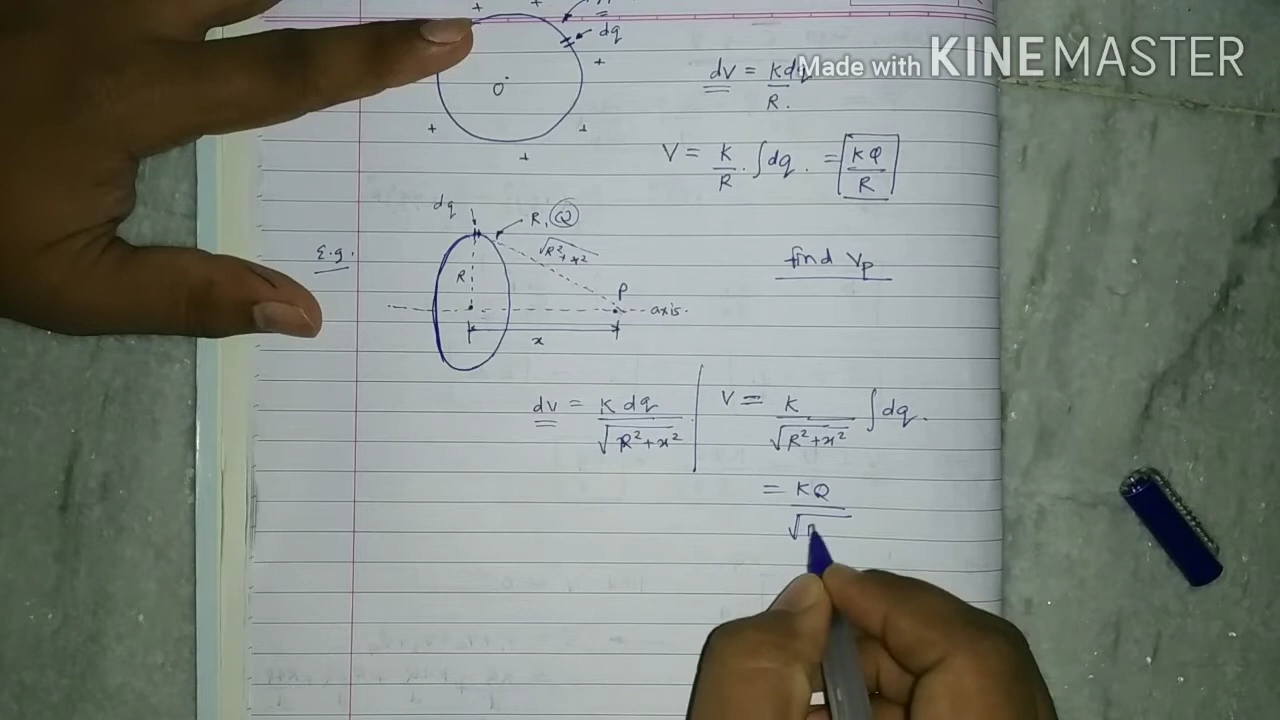 dq
O
dV = K dq / R.
Made with KINEMASTER
V = K/R . ∫dq . = KQ/R
dq
R, Q
E.g.
√R²+x²
find Vp
R
P
axis.
x
dV = K dq / √R²+x²
V = K / √R²+x² ∫dq.
= KQ / √